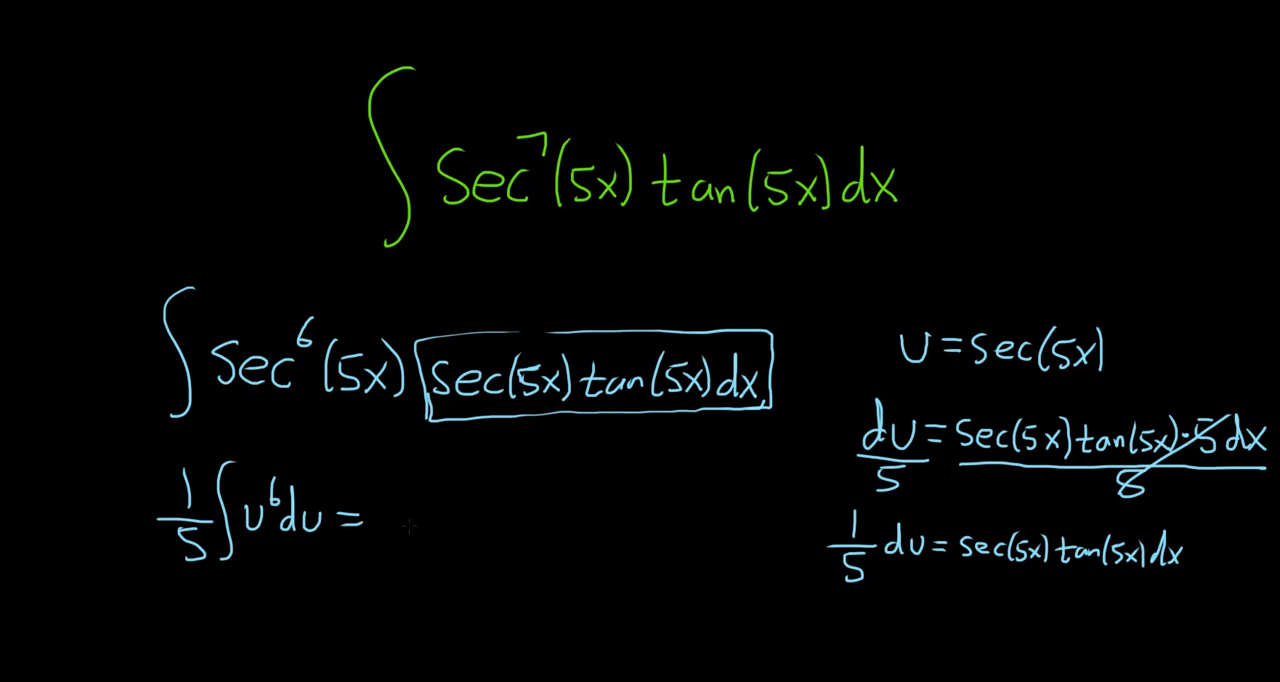 ∫ sec⁷(5x) tan(5x) dx
∫ sec⁶(5x) sec(5x) tan(5x) dx
u = sec(5x)
du/5 = sec(5x) tan(5x) · 5 dx/8
1/5 ∫ u⁶ du =
1/5 du = sec(5x) tan(5x) dx